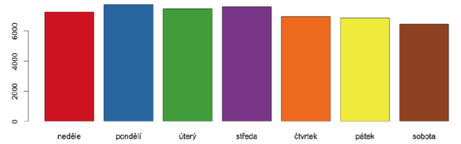 6000
4000
2000
0
neděle pondělí úterý středa čtvrtek pátek sobota